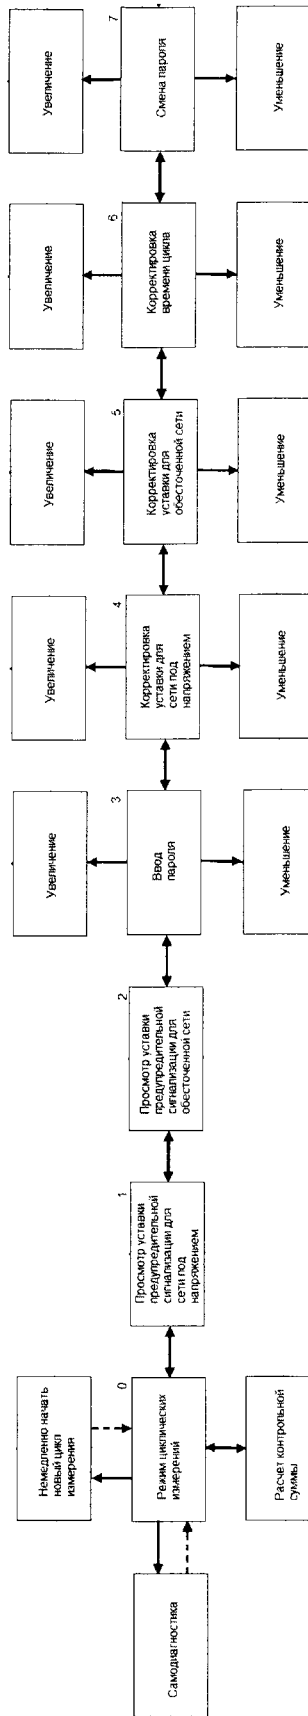 Самодиагностика
Немедленно начать
новый цикл
измерения
0
Режим циклических
измерений
Расчет контрольной
суммы
1
Просмотр уставки
предупредительной
сигнализации для
сети под
напряжением
2
Просмотр уставки
предупредительной
сигнализации для
обесточенной сети
Увеличение
3
Ввод
пароля
Уменьшение
Увеличение
4
Корректировка
уставки для
сети под
напряжением
Уменьшение
Увеличение
5
Корректировка
уставки для
обесточенной сети
Уменьшение
Увеличение
6
Корректировка
времени цикла
Уменьшение
Увеличение
7
Смена пароля
Уменьшение